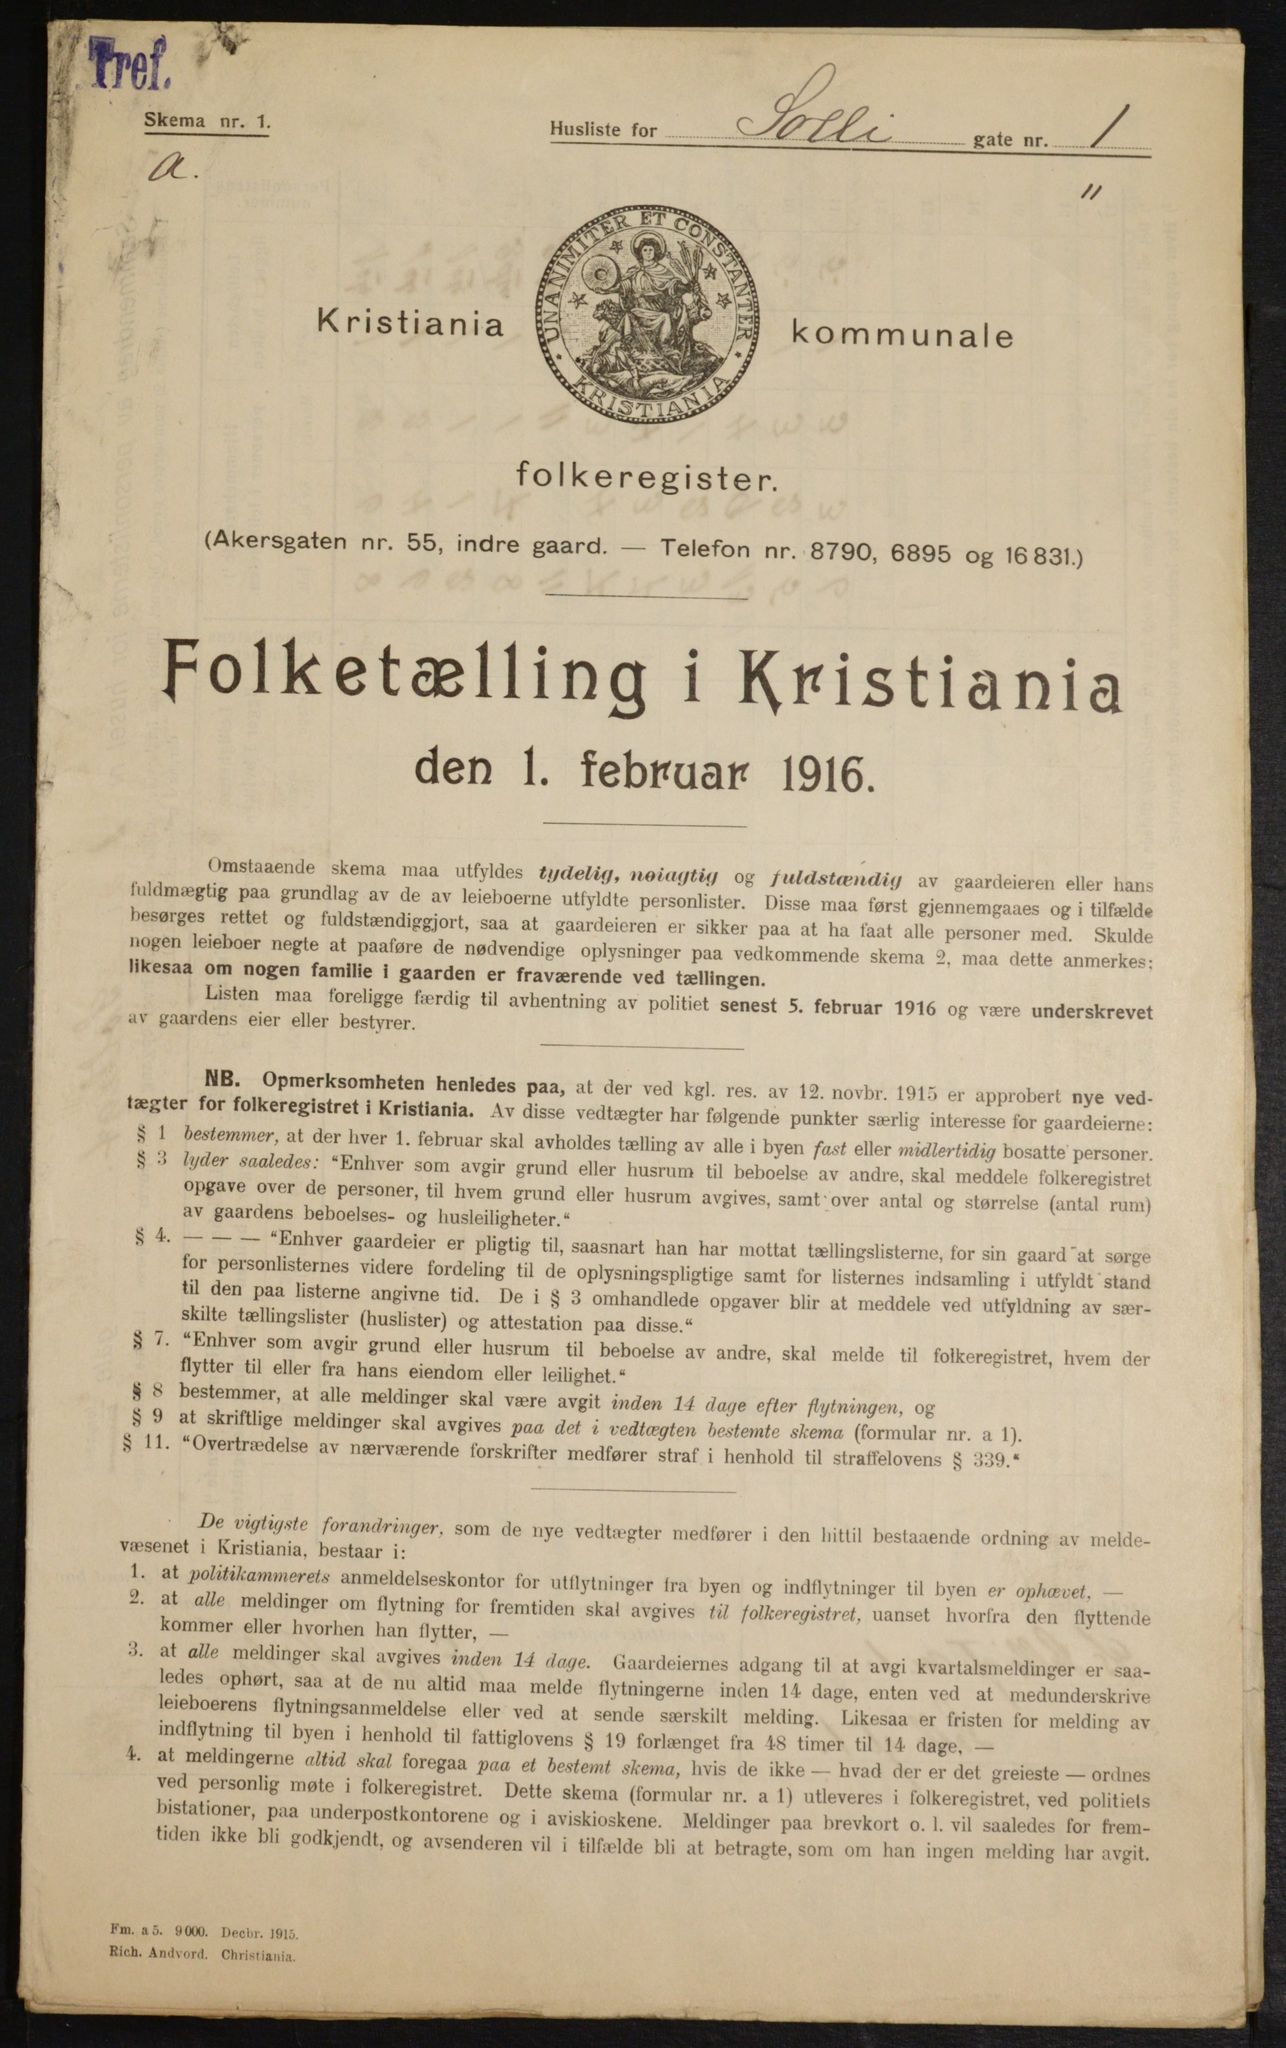 Tref.
Skema nr. 1.
a.
Husliste for Solli gate nr. 1
"
UNANIMITER ET CONSTANTER
KRISTIANIA
Kristiania kommunale
folkeregister.
(Akersgaten nr. 55, indre gaard. — Telefon nr. 8790, 6895 og 16 831.)
Folketælling i Kristiania
den 1. februar 1916.
Omstaaende skema maa utfyldes tydelig, nøiagtig og fuldstændig av gaardeieren eller hans
fuldmægtig paa grundlag av de av leieboerne utfyldte personlister. Disse maa først gjennemgaaes og i tilfælde
besørges rettet og fuldstændiggjort, saa at gaardeieren er sikker paa at ha faat alle personer med. Skulde
nogen leieboer negte at paaføre de nødvendige oplysninger paa vedkommende skema 2, maa dette anmerkes;
likesaa om nogen familie i gaarden er fraværende ved tællingen.
Listen maa foreligge færdig til avhentning av politiet senest 5. februar 1916 og være underskrevet
av gaardens eier eller bestyrer.
NB. Opmerksomheten henledes paa, at der ved kgl. res. av 12. novbr. 1915 er approbert nye ved-
tægter for folkeregistret i Kristiania. Av disse vedtægter har følgende punkter særlig interesse for gaardeierne:
§ 1 bestemmer, at der hver 1. februar skal avholdes tælling av alle i byen fast eller midlertidig bosatte personer.
§ 3 lyder saaledes: "Enhver som avgir grund eller husrum til beboelse av andre, skal meddele folkeregistret
opgave over de personer, til hvem grund eller husrum avgives, samt over antal og størrelse (antal rum)
av gaardens beboelses- og husleiligheter.“
§ 4. — — — "Enhver gaardeier er pligtig til, saasnart han har mottat tællingslisterne, for sin gaard at sørge
for personlisternes videre fordeling til de oplysningspligtige samt for listernes indsamling i utfyldt stand
til den paa listerne angivne tid. De i § 3 omhandlede opgaver blir at meddele ved utfyldning av sær-
skilte tællingslister (huslister) og attestation paa disse.“
§ 7. "Enhver som avgir grund eller husrum til beboelse av andre, skal melde til folkeregistret, hvem der
flytter til eller fra hans eiendom eller leilighet.“
§ 8 bestemmer, at alle meldinger skal være avgit inden 14 dage efter flytningen, og
§ 9 at skriftlige meldinger skal avgives paa det i vedtægten bestemte skema (formular nr. a 1).
§ 11. "Overtrædelse av nærværende forskrifter medfører straf i henhold til straffelovens § 339.“
De vigtigste forandringer, som de nye vedtægter medfører i den hittil bestaaende ordning av melde-
væsenet i Kristiania, bestaar i:
1. at politikammerets anmeldelseskontor for utflytninger fra byen og indflytninger til byen er ophævet, —
2. at alle meldinger om flytning for fremtiden skal avgives til folkeregistret, uanset hvorfra den flyttende
kommer eller hvorhen han flytter, —
3. at alle meldinger skal avgives inden 14 dage. Gaardeiernes adgang til at avgi kvartalsmeldinger er saa-
ledes ophørt, saa at de nu altid maa melde flytningerne inden 14 dage, enten ved at medunderskrive
leieboerens flytningsanmeldelse eller ved at sende særskilt melding. Likesaa er fristen for melding av
indflytning til byen i henhold til fattiglovens § 19 forlænget fra 48 timer til 14 dage, —
4. at meldingerne altid skal foregaa paa et bestemt skema, hvis de ikke — hvad der er det greieste — ordnes
ved personlig møte i folkeregistret. Dette skema (formular nr. a 1) utleveres i folkeregistret, ved politiets
bistationer, paa underpostkontorene og i aviskioskene. Meldinger paa brevkort o. l. vil saaledes for frem-
tiden ikke bli godkjendt, og avsenderen vil i tilfælde bli at betragte, som om han ingen melding har avgit.
Fm. a 5. 9 000. Decbr. 1915.
Rich. Andvord. Christiania.